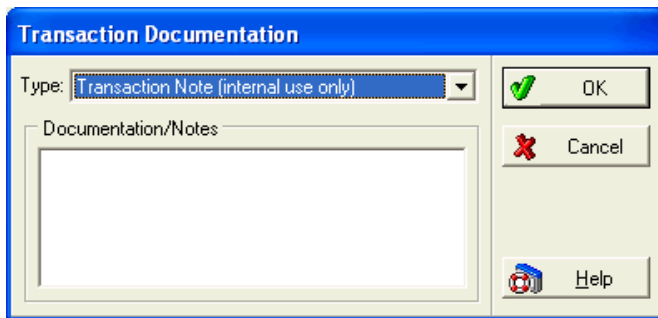 Transaction Documentation
Type: Transaction Note (internal use only)
OK
Documentation/Notes
Cancel
Help